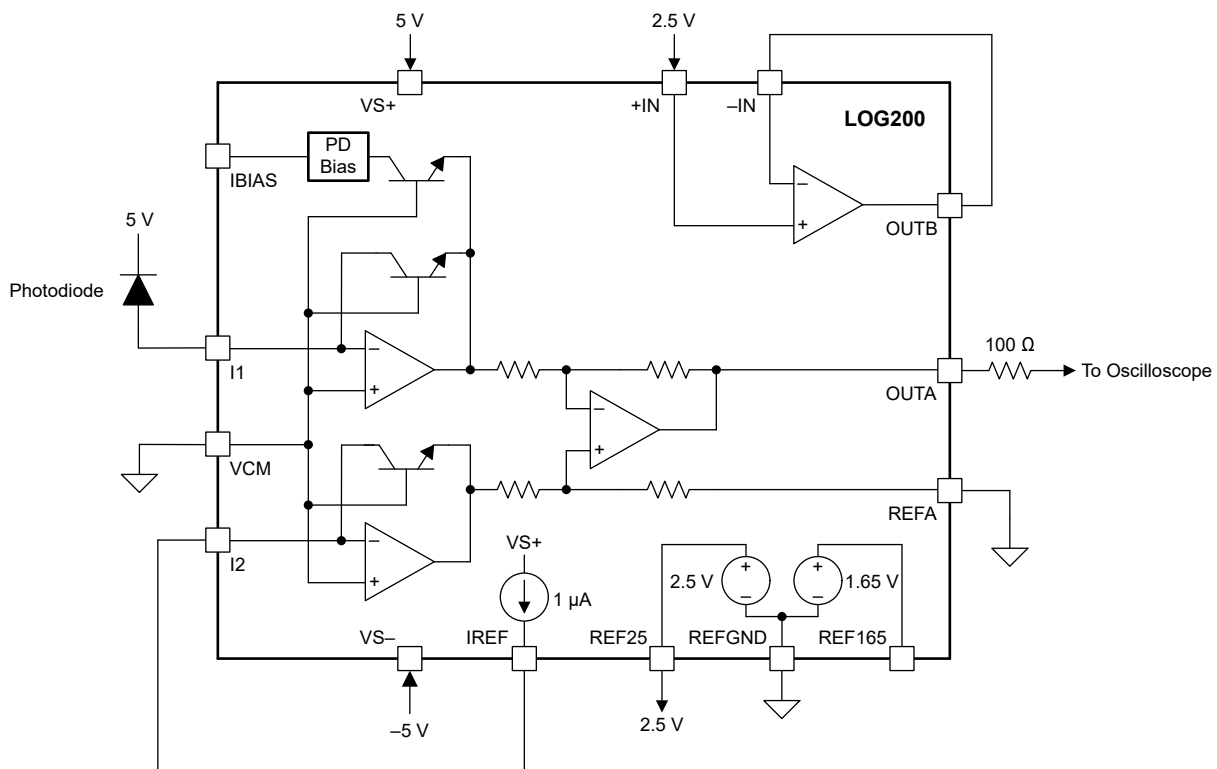 5 V
2.5 V
VS+
+IN
–IN
LOG200
PD
Bias
IBIAS
–
+
OUTB
5 V
Photodiode
I1
–
+
100 Ω
To Oscilloscope
OUTA
–
+
VCM
REFA
I2
–
+
VS+
1 µA
2.5 V
+
–
+
–
1.65 V
VS–
IREF
REF25
REFGND
REF165
–5 V
2.5 V